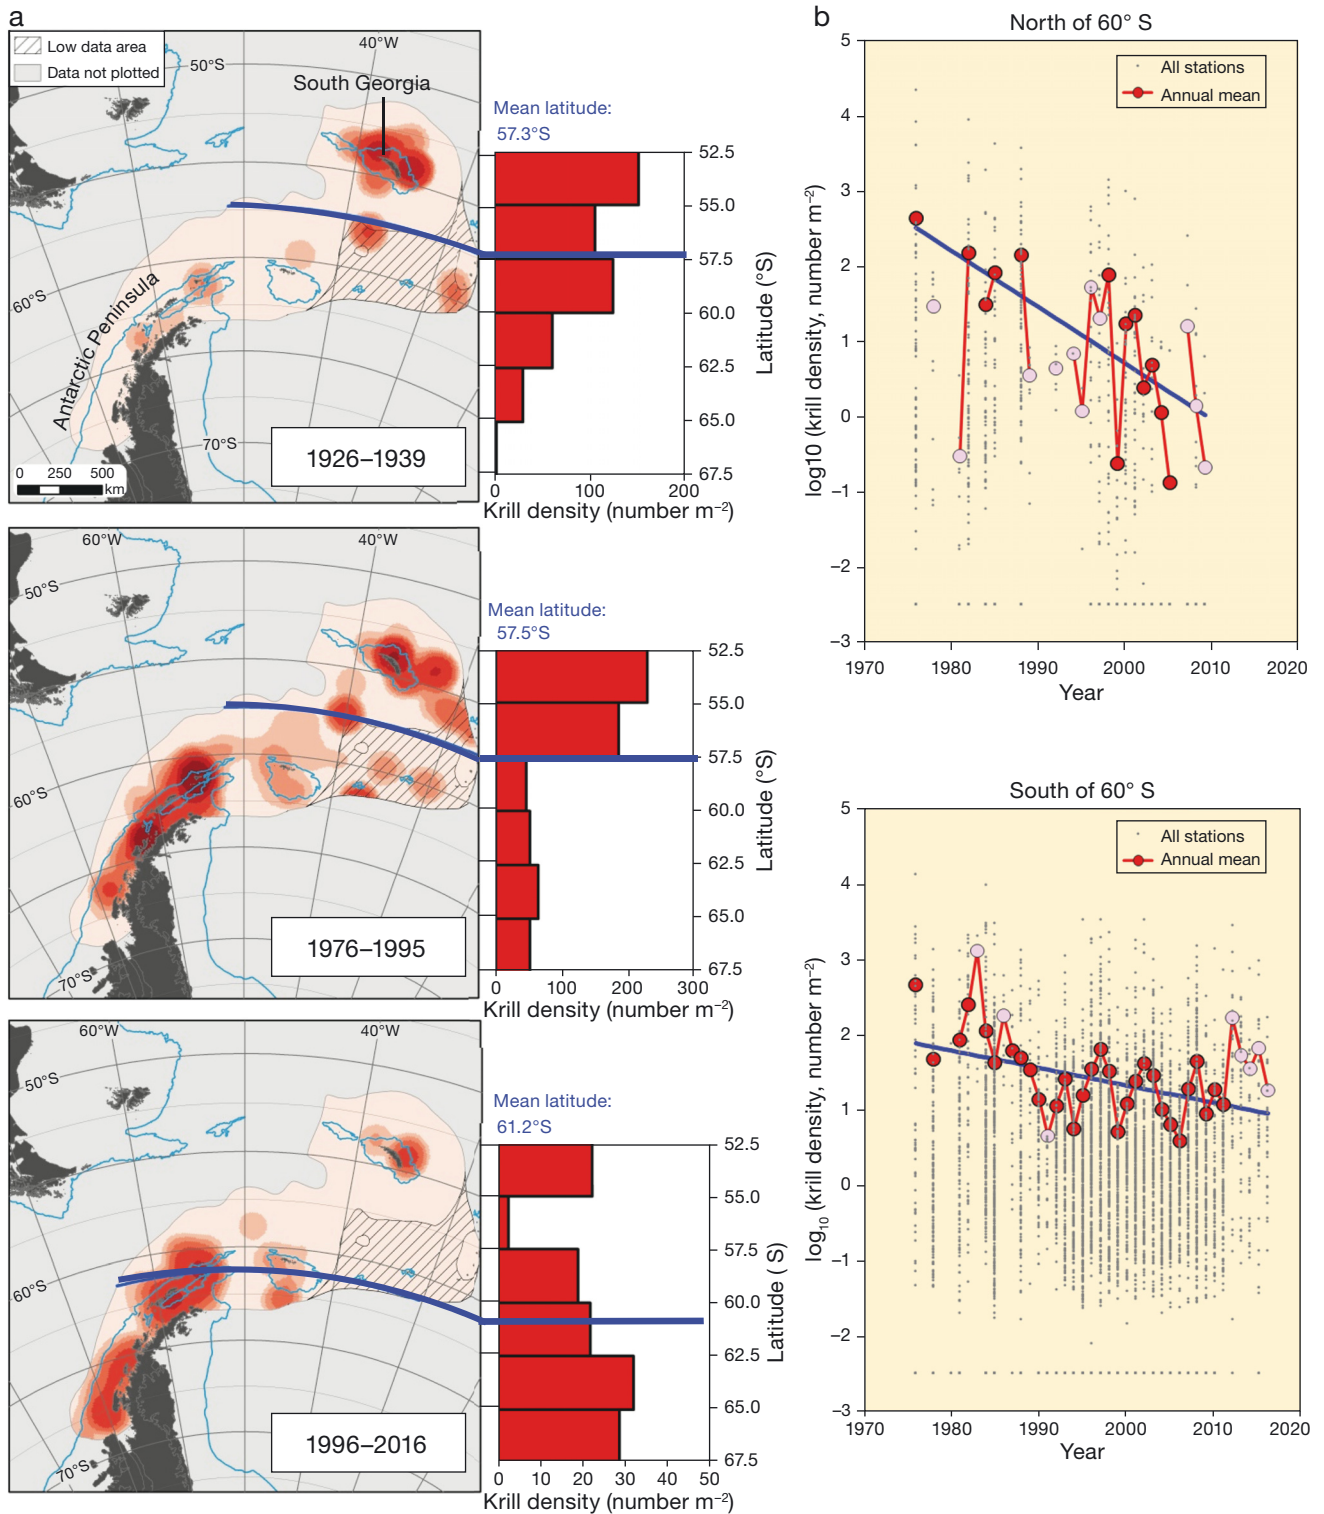 a
Low data area
Data not plotted
40°W
50°S
South Georgia
60°S
Antarctic Peninsula
70°S
0 250 500
km
1926–1939
Mean latitude:
57.3°S
52.5
55.0
57.5
60.0
62.5
65.0
67.5
Latitude (°S)
0 100 200
Krill density (number m⁻²)
60°W
40°W
50°S
60°S
70°S
1976–1995
Mean latitude:
57.5°S
52.5
55.0
57.5
60.0
62.5
65.0
67.5
Latitude (°S)
0 100 200 300
Krill density (number m⁻²)
60°W
40°W
50°S
60°S
70°S
1996–2016
Mean latitude:
61.2°S
52.5
55.0
57.5
60.0
62.5
65.0
67.5
Latitude ( S)
0 10 20 30 40 50
Krill density (number m⁻²)
b
North of 60° S
All stations
Annual mean
5
4
3
2
1
0
–1
–2
–3
log10 (krill density, number m⁻²)
1970 1980 1990 2000 2010 2020
Year
South of 60° S
All stations
Annual mean
5
4
3
2
1
0
–1
–2
–3
log₁₀ (krill density, number m⁻²)
1970 1980 1990 2000 2010 2020
Year